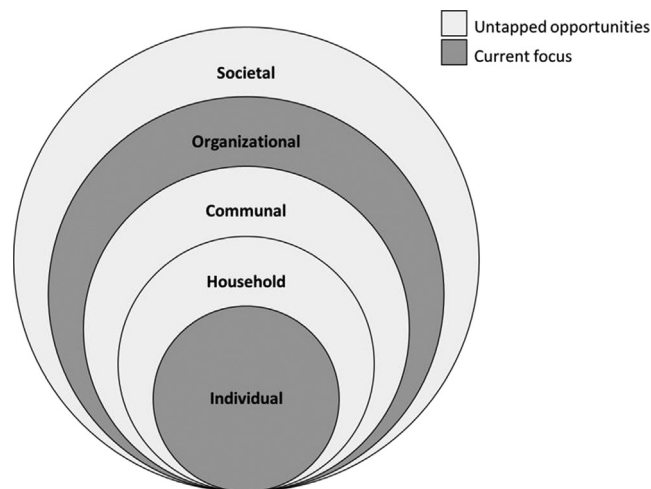 Untapped opportunities
Current focus
Societal
Organizational
Communal
Household
Individual